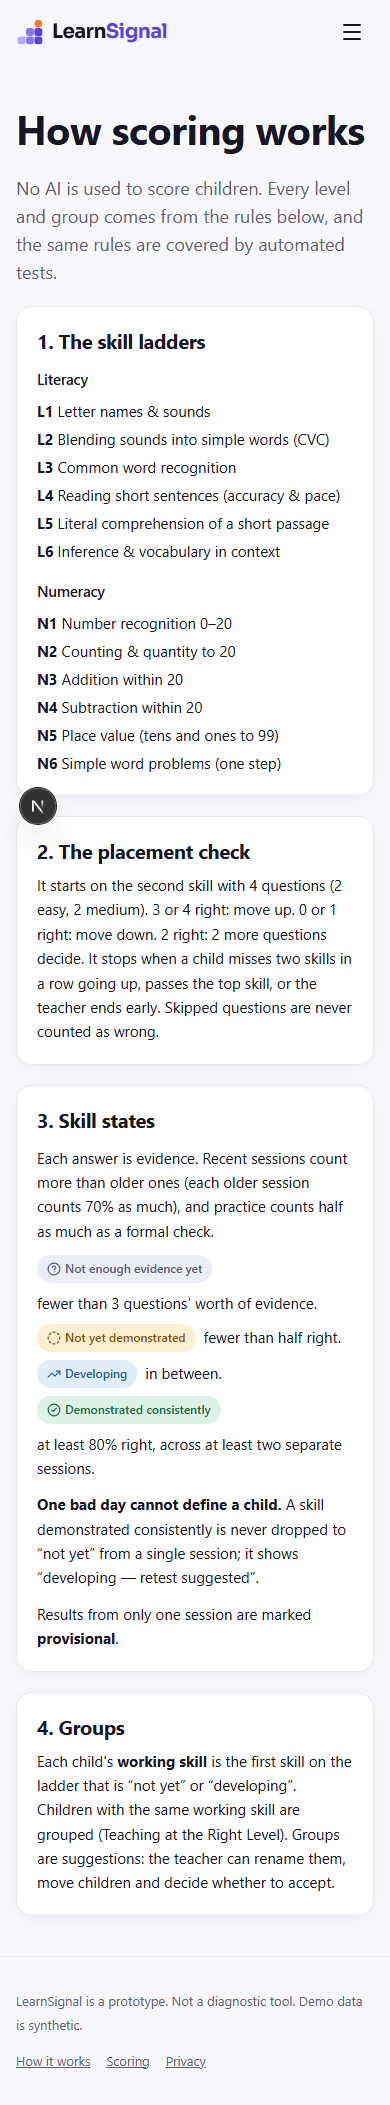 LearnSignal
How scoring works
No AI is used to score children. Every level
and group comes from the rules below, and
the same rules are covered by automated
tests.
1. The skill ladders
Literacy
L1 Letter names & sounds
L2 Blending sounds into simple words (CVC)
L3 Common word recognition
L4 Reading short sentences (accuracy & pace)
L5 Literal comprehension of a short passage
L6 Inference & vocabulary in context
Numeracy
N1 Number recognition 0–20
N2 Counting & quantity to 20
N3 Addition within 20
N4 Subtraction within 20
N5 Place value (tens and ones to 99)
N6 Simple word problems (one step)
N
2. The placement check
It starts on the second skill with 4 questions (2
easy, 2 medium). 3 or 4 right: move up. 0 or 1
right: move down. 2 right: 2 more questions
decide. It stops when a child misses two skills in
a row going up, passes the top skill, or the
teacher ends early. Skipped questions are never
counted as wrong.
3. Skill states
Each answer is evidence. Recent sessions count
more than older ones (each older session
counts 70% as much), and practice counts half
as much as a formal check.
Not enough evidence yet
fewer than 3 questions’ worth of evidence.
Not yet demonstrated fewer than half right.
Developing in between.
Demonstrated consistently
at least 80% right, across at least two separate
sessions.
One bad day cannot define a child. A skill
demonstrated consistently is never dropped to
“not yet” from a single session; it shows
“developing — retest suggested”.
Results from only one session are marked
provisional.
4. Groups
Each child's working skill is the first skill on the
ladder that is “not yet” or “developing”.
Children with the same working skill are
grouped (Teaching at the Right Level). Groups
are suggestions: the teacher can rename them,
move children and decide whether to accept.
LearnSignal is a prototype. Not a diagnostic tool. Demo data
is synthetic.
How it works Scoring Privacy